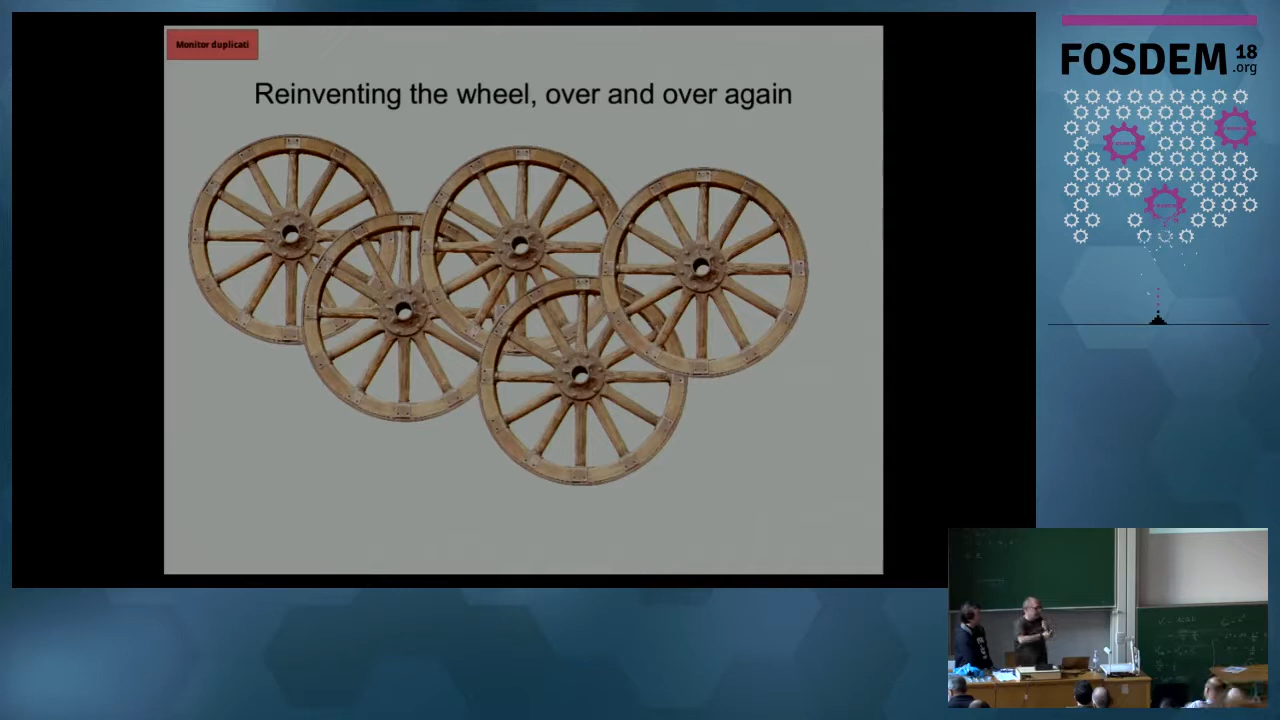 Monitor duplicati
Reinventing the wheel, over and over again
FOSDEM 18
.org